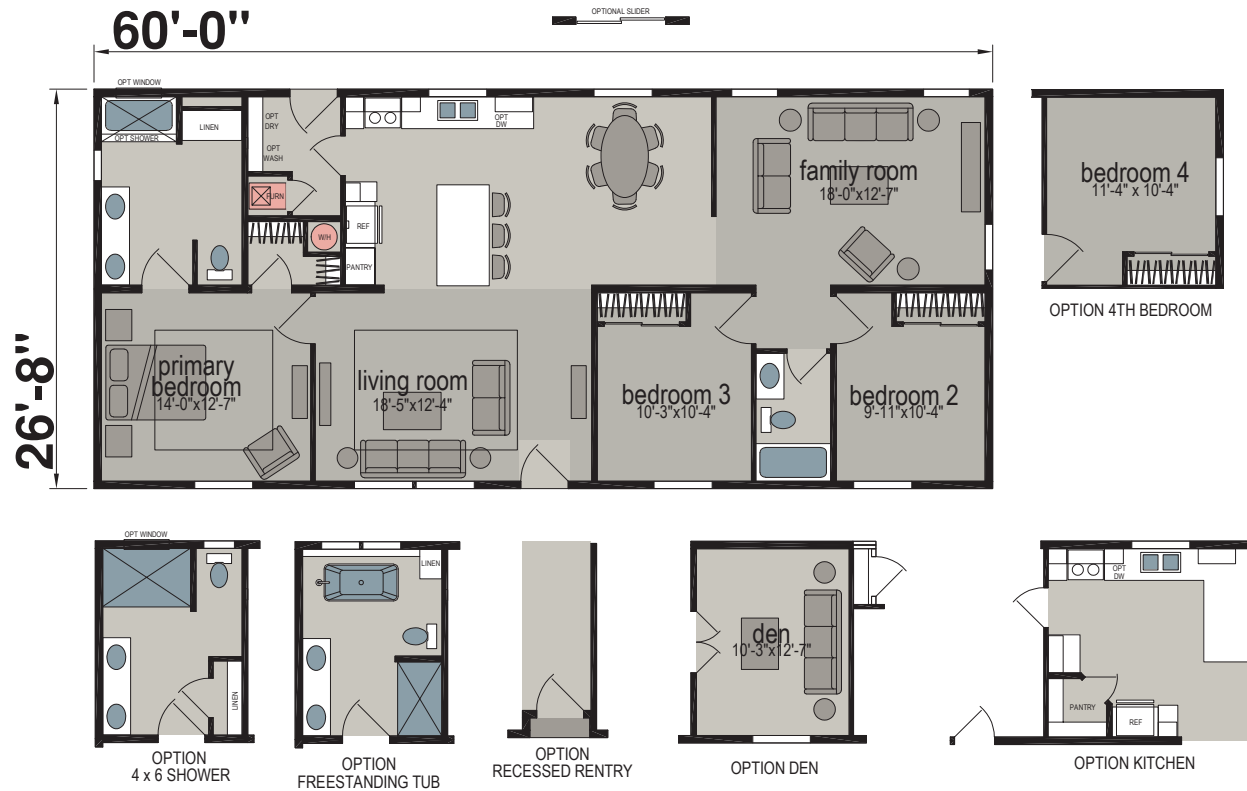 OPTIONAL SLIDER
60'-0"
26'-8"
OPT WINDOW
OPT SHOWER
LINEN
OPT
DRY
OPT
WASH
FURN
W/H
REF
PANTRY
OPT
DW
family room
18'-0"x12'-7"
primary
bedroom
14'-0"x12'-7"
living room
18'-5"x12'-4"
bedroom 3
10'-3"x10'-4"
bedroom 2
9'-11"x10'-4"
bedroom 4
11'-4" x 10'-4"
OPTION 4TH BEDROOM
OPT WINDOW
LINEN
OPTION
4 x 6 SHOWER
LINEN
OPTION
FREESTANDING TUB
OPTION
RECESSED RENTRY
den
10'-3"x12'-7"
OPTION DEN
OPT
DW
PANTRY
REF
OPTION KITCHEN